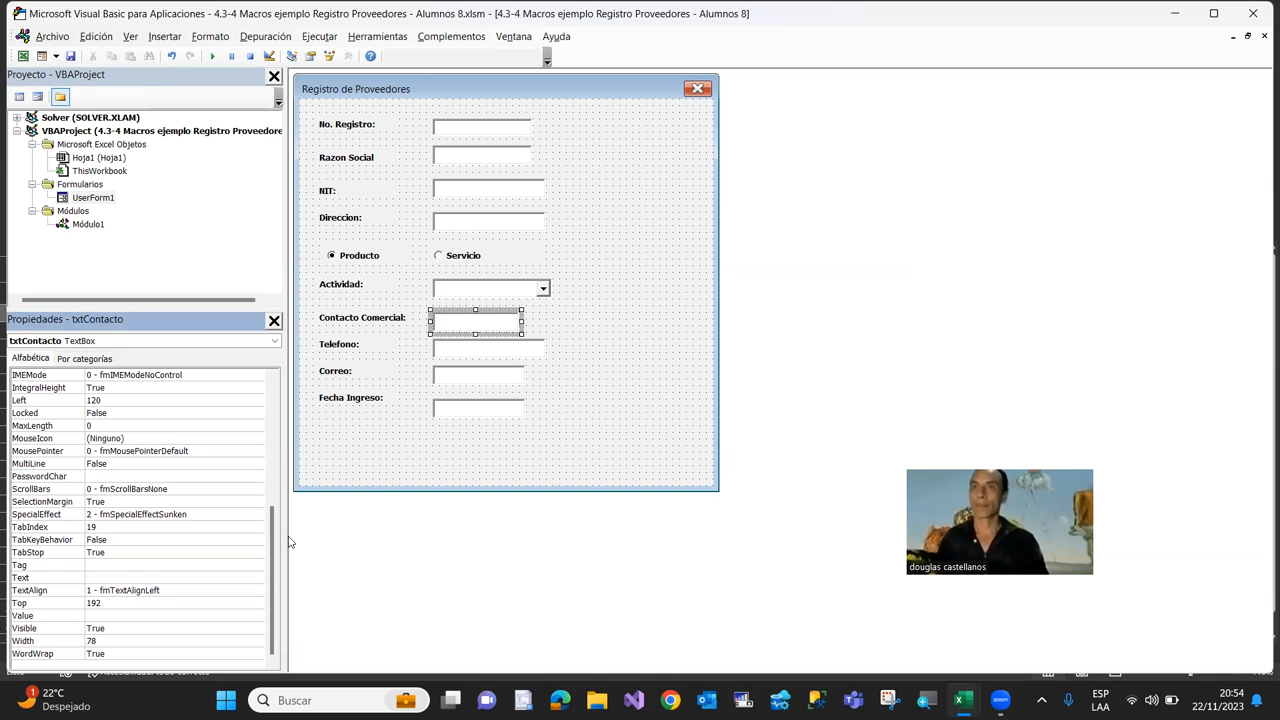 Microsoft Visual Basic para Aplicaciones - 4.3-4 Macros ejemplo Registro Proveedores - Alumnos 8.xlsm - [4.3-4 Macros ejemplo Registro Proveedores - Alumnos 8]
Archivo Edición Ver Insertar Formato Depuración Ejecutar Herramientas Complementos Ventana Ayuda
Proyecto - VBAProject
Solver (SOLVER.XLAM)
VBAProject (4.3-4 Macros ejemplo Registro Proveedore
Microsoft Excel Objetos
Hoja1 (Hoja1)
ThisWorkbook
Formularios
UserForm1
Módulos
Módulo1
Propiedades - txtContacto
txtContacto TextBox
Alfabética Por categorías
IMEMode 0 - fmIMEModeNoControl
IntegralHeight True
Left 120
Locked False
MaxLength 0
MouseIcon (Ninguno)
MousePointer 0 - fmMousePointerDefault
MultiLine False
PasswordChar
ScrollBars 0 - fmScrollBarsNone
SelectionMargin True
SpecialEffect 2 - fmSpecialEffectSunken
TabIndex 19
TabKeyBehavior False
TabStop True
Tag
Text
TextAlign 1 - fmTextAlignLeft
Top 192
Value
Visible True
Width 78
WordWrap True
Registro de Proveedores
No. Registro:
Razon Social
NIT:
Direccion:
Producto Servicio
Actividad:
Contacto Comercial:
Telefono:
Correo:
Fecha Ingreso:
douglas castellanos
22°C
Despejado
Buscar
ESP
LAA
20:54
22/11/2023